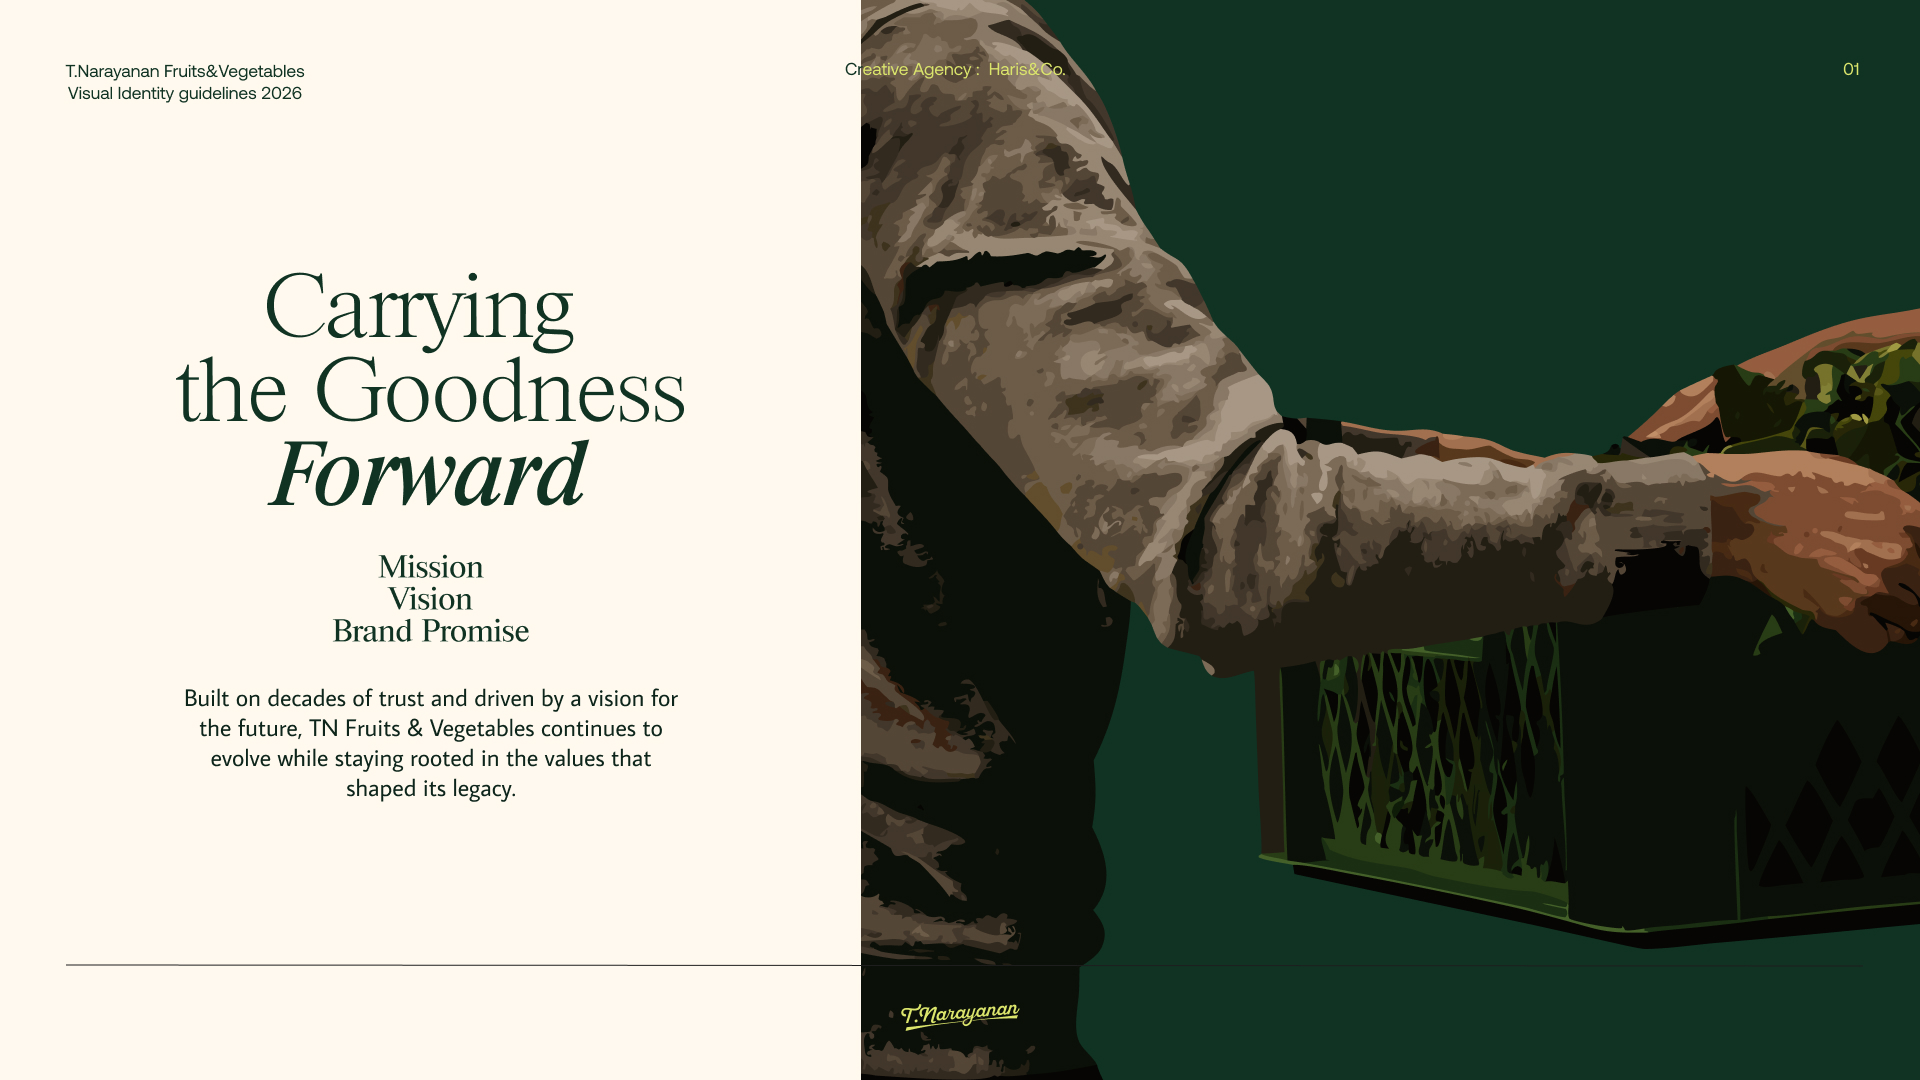 T.Narayanan Fruits&Vegetables
Visual Identity guidelines 2026
Creative Agency : Haris&Co.
01
Carrying
the Goodness
Forward
Mission
Vision
Brand Promise
Built on decades of trust and driven by a vision for
the future, TN Fruits & Vegetables continues to
evolve while staying rooted in the values that
shaped its legacy.
T.Narayanan